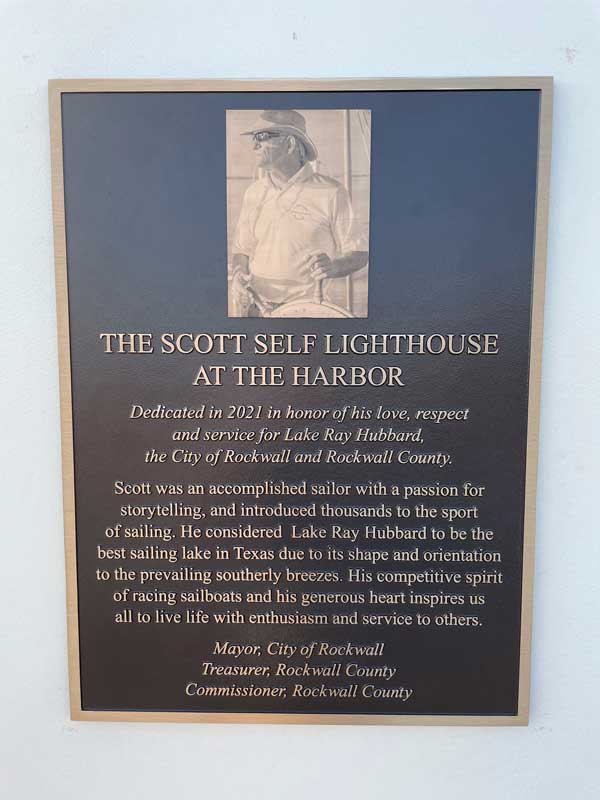 THE SCOTT SELF LIGHTHOUSE
AT THE HARBOR
Dedicated in 2021 in honor of his love, respect
and service for Lake Ray Hubbard,
the City of Rockwall and Rockwall County.
Scott was an accomplished sailor with a passion for
storytelling, and introduced thousands to the sport
of sailing. He considered Lake Ray Hubbard to be the
best sailing lake in Texas due to its shape and orientation
to the prevailing southerly breezes. His competitive spirit
of racing sailboats and his generous heart inspires us
all to live life with enthusiasm and service to others.
Mayor, City of Rockwall
Treasurer, Rockwall County
Commissioner, Rockwall County